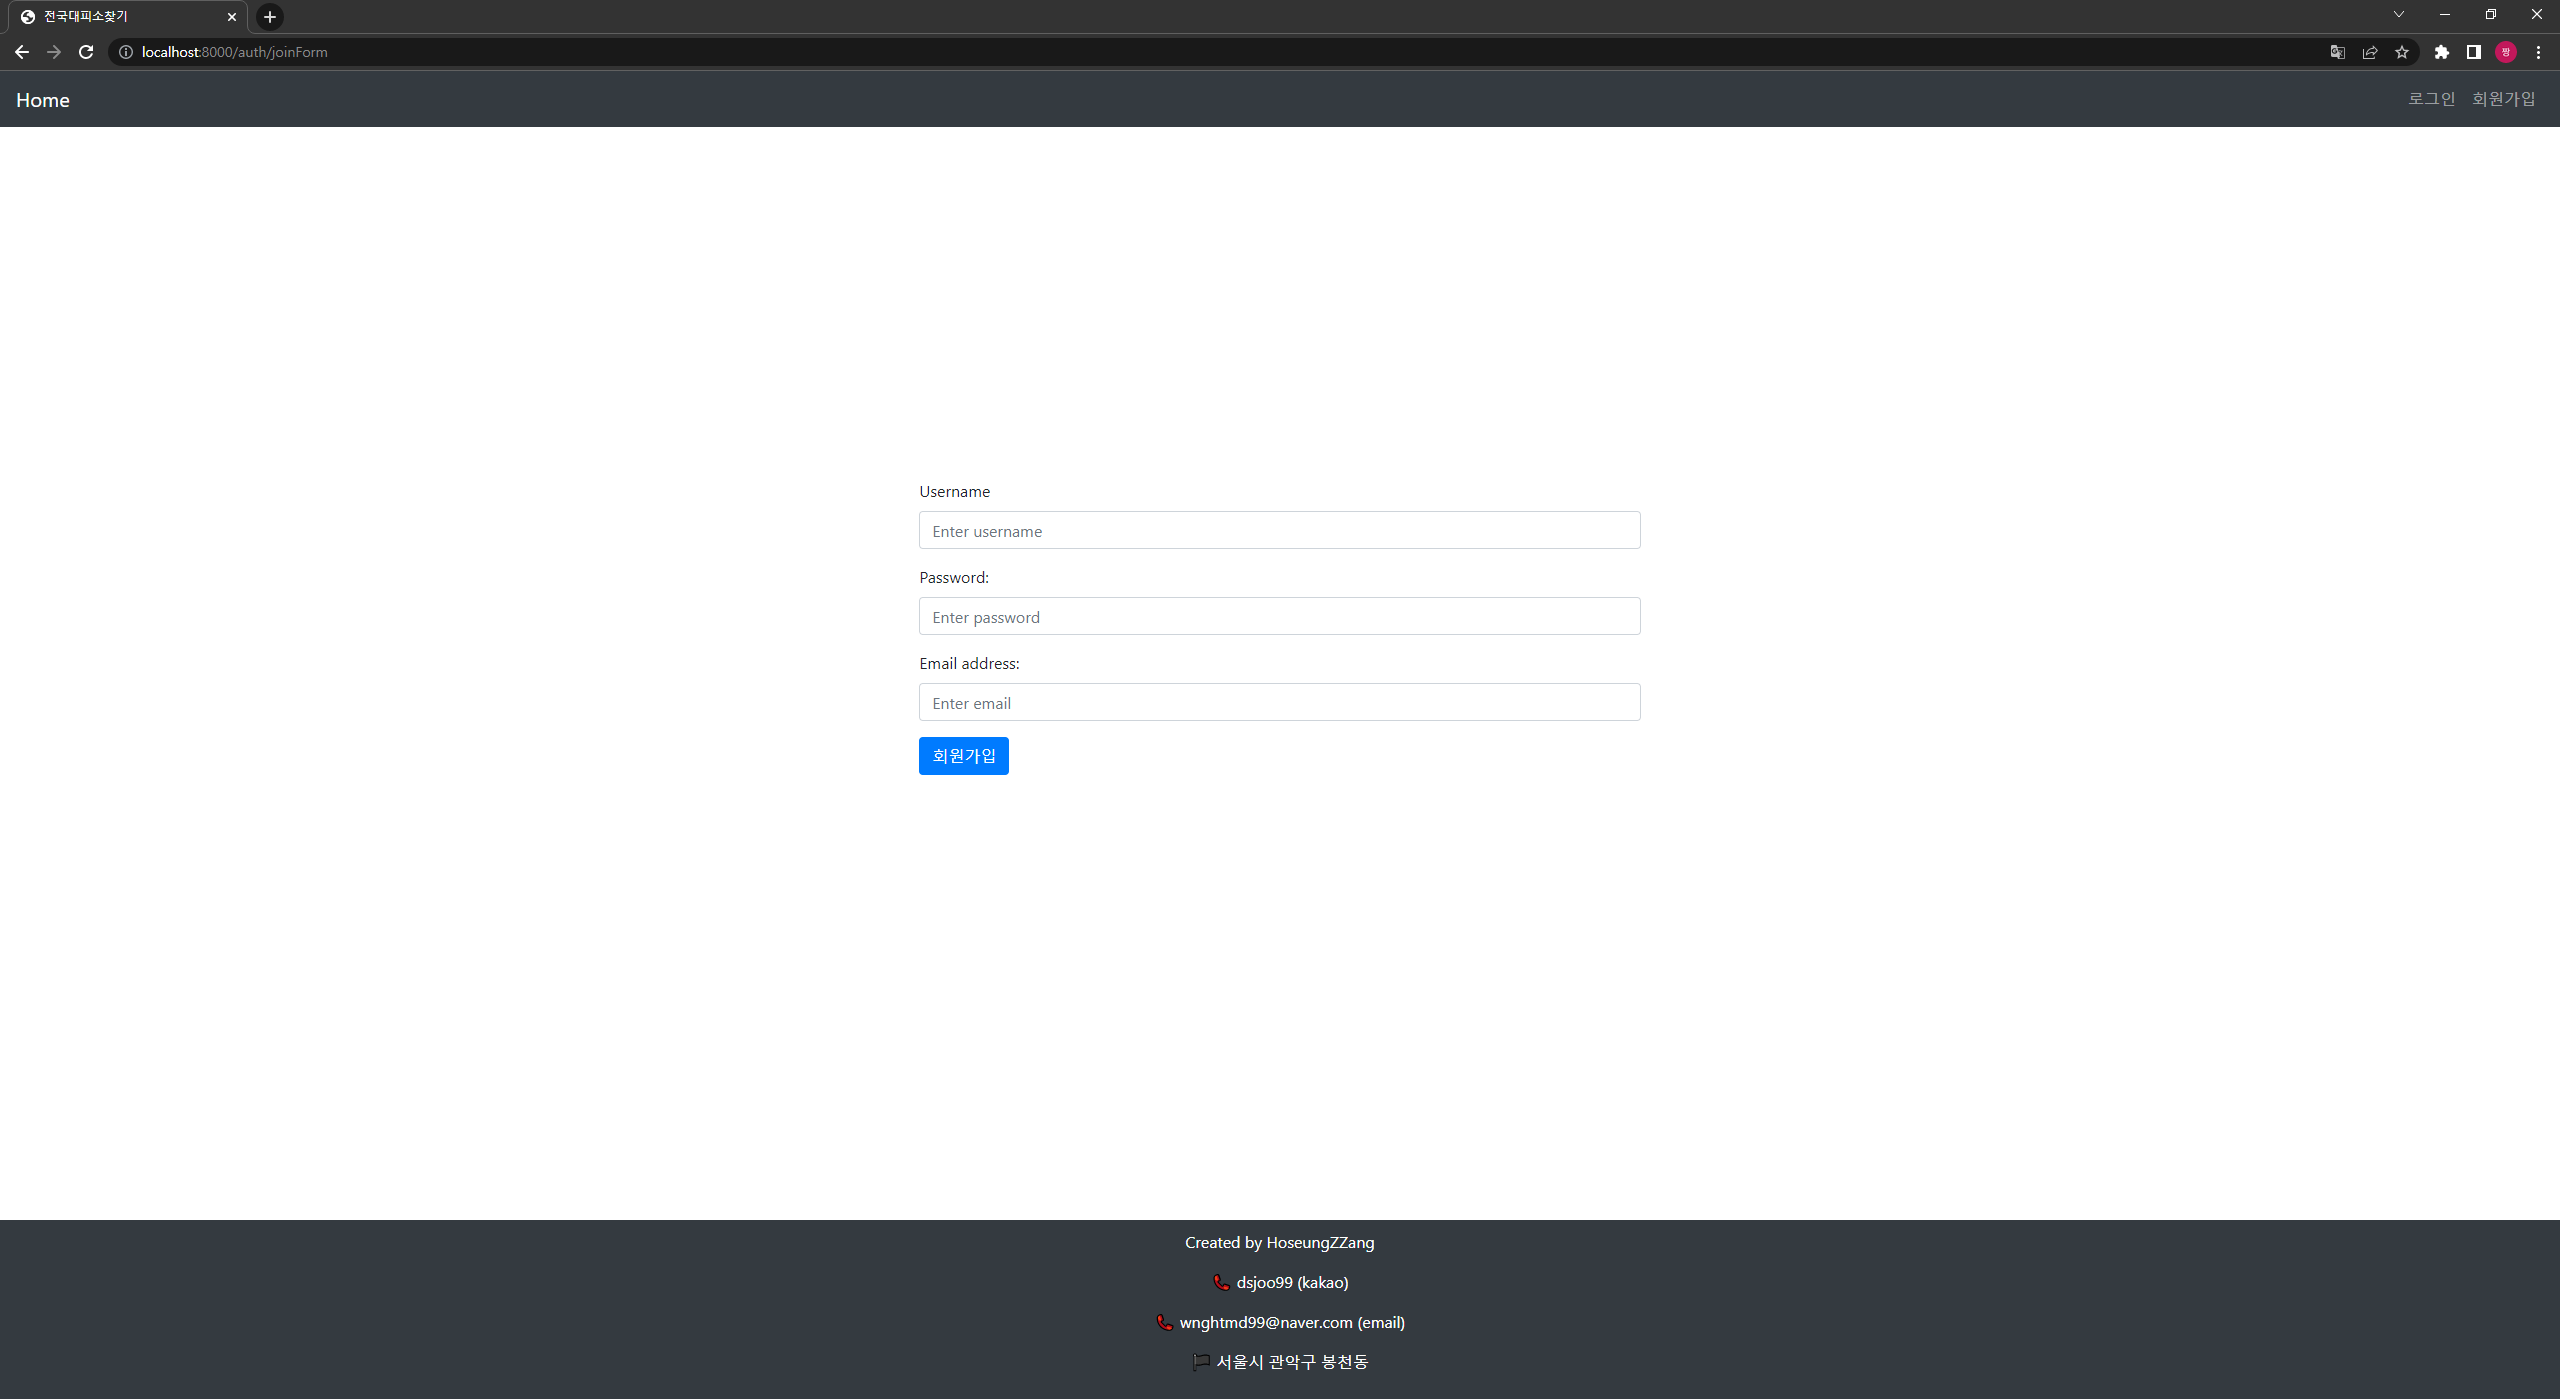 전국대피소찾기
localhost:8000/auth/joinForm
짱
Home
로그인 회원가입
Username
Enter username
Password:
Enter password
Email address:
Enter email
회원가입
Created by HoseungZZang
dsjoo99 (kakao)
wnghtmd99@naver.com (email)
서울시 관악구 봉천동